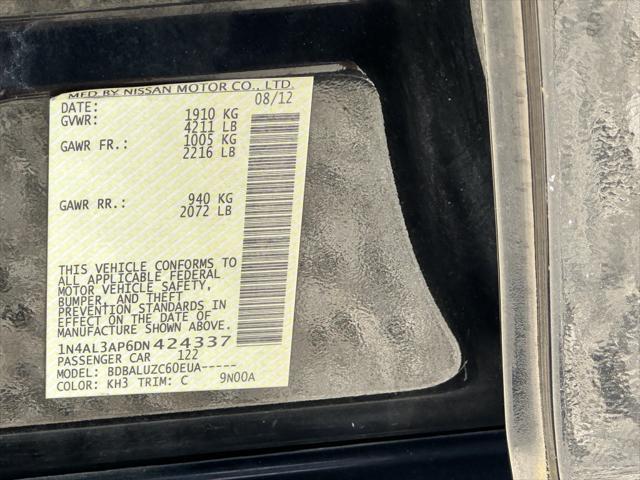 MFD BY NISSAN MOTOR CO., LTD.
DATE: 08/12
GVWR: 1910 KG
4211 LB
GAWR FR.: 1005 KG
2216 LB
GAWR RR.: 940 KG
2072 LB
THIS VEHICLE CONFORMS TO
ALL APPLICABLE FEDERAL
MOTOR VEHICLE SAFETY,
BUMPER, AND THEFT
PREVENTION STANDARDS IN
EFFECT ON THE DATE OF
MANUFACTURE SHOWN ABOVE.
1N4AL3AP6DN424337
PASSENGER CAR 122
MODEL: BDBALUZC60EUA-----
COLOR: KH3 TRIM: C 9N00A